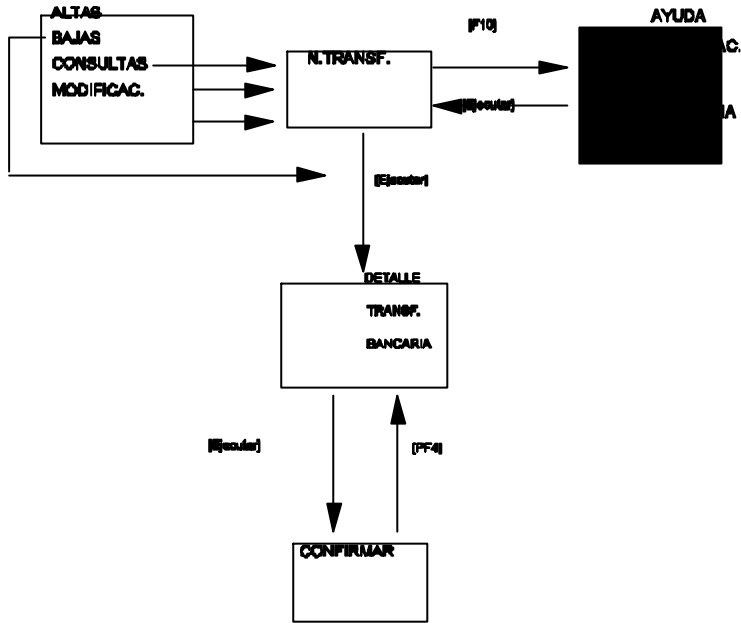 ALTAS
BAJAS
CONSULTAS
MODIFICAC.
N.TRANSF.
[F10]
AYUDA
[Ejecutar]
[Ejecutar]
DETALLE
TRANSF.
BANCARIA
[Ejecutar]
[PF4]
CONFIRMAR